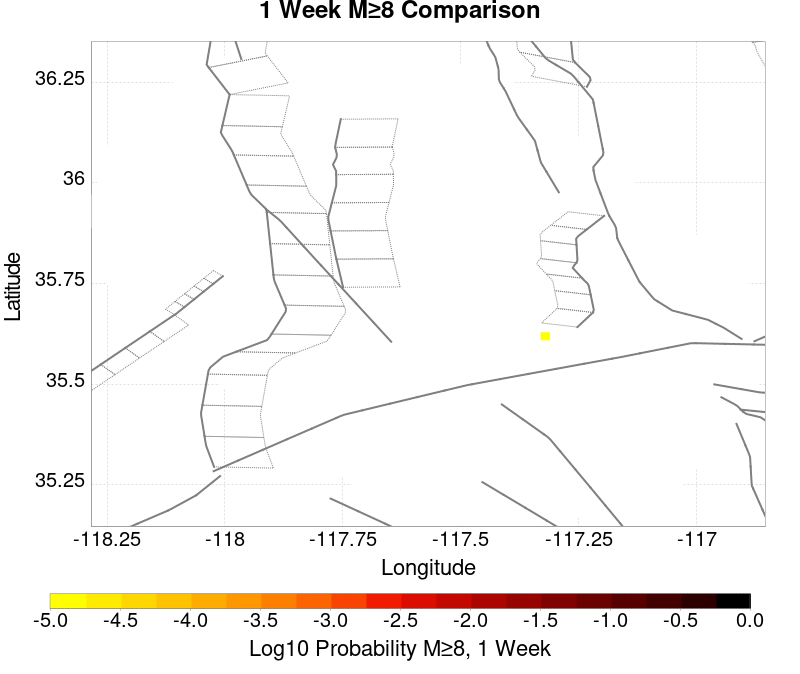 1 Week M≥8 Comparison
36.25
36
35.75
35.5
35.25
Latitude
-118.25 -118 -117.75 -117.5 -117.25 -117
Longitude
-5.0 -4.5 -4.0 -3.5 -3.0 -2.5 -2.0 -1.5 -1.0 -0.5 0.0
Log10 Probability M≥8, 1 Week